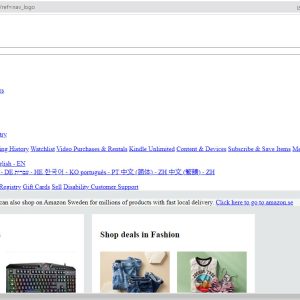 /ref=nav_logo
ing History Watchlist Video Purchases & Rentals Kindle Unlimited Content & Devices Subscribe & Save Items Me
glish - EN
- DE עברית - HE 한국어 - KO português - PT 中文 (简体) - ZH 中文 (繁體) - ZH
Registry Gift Cards Sell Disability Customer Support
can also shop on Amazon Sweden for millions of products with fast local delivery. Click here to go to amazon.se
Shop deals in Fashion